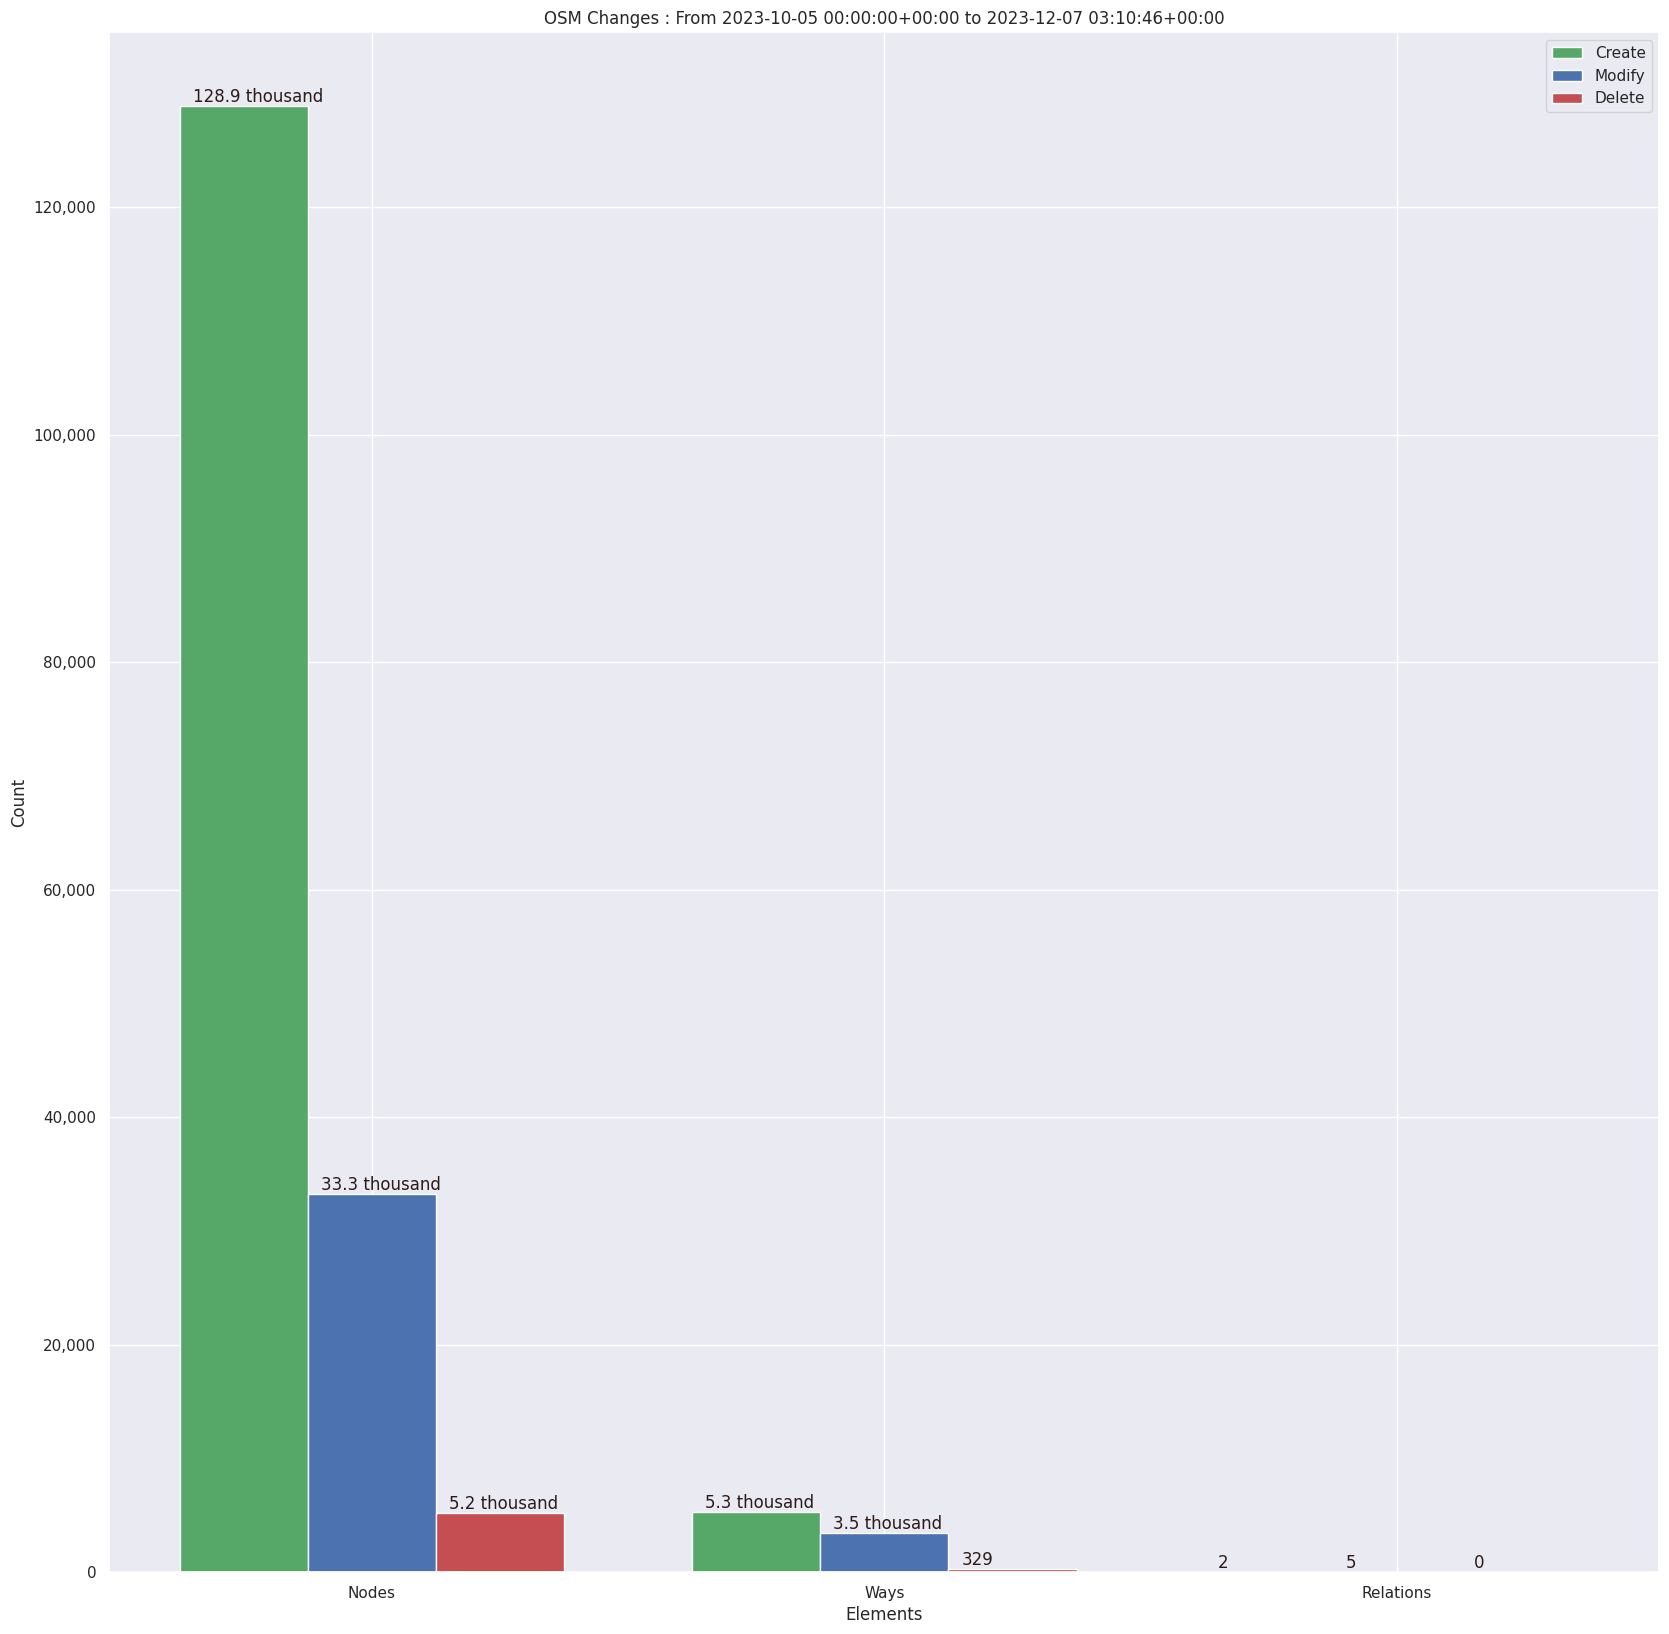 OSM Changes : From 2023-10-05 00:00:00+00:00 to 2023-12-07 03:10:46+00:00
Create
Modify
Delete
128.9 thousand
120,000
100,000
80,000
Count
60,000
40,000
33.3 thousand
20,000
5.2 thousand
5.3 thousand
3.5 thousand
329
2
5
0
0
Nodes
Ways
Relations
Elements